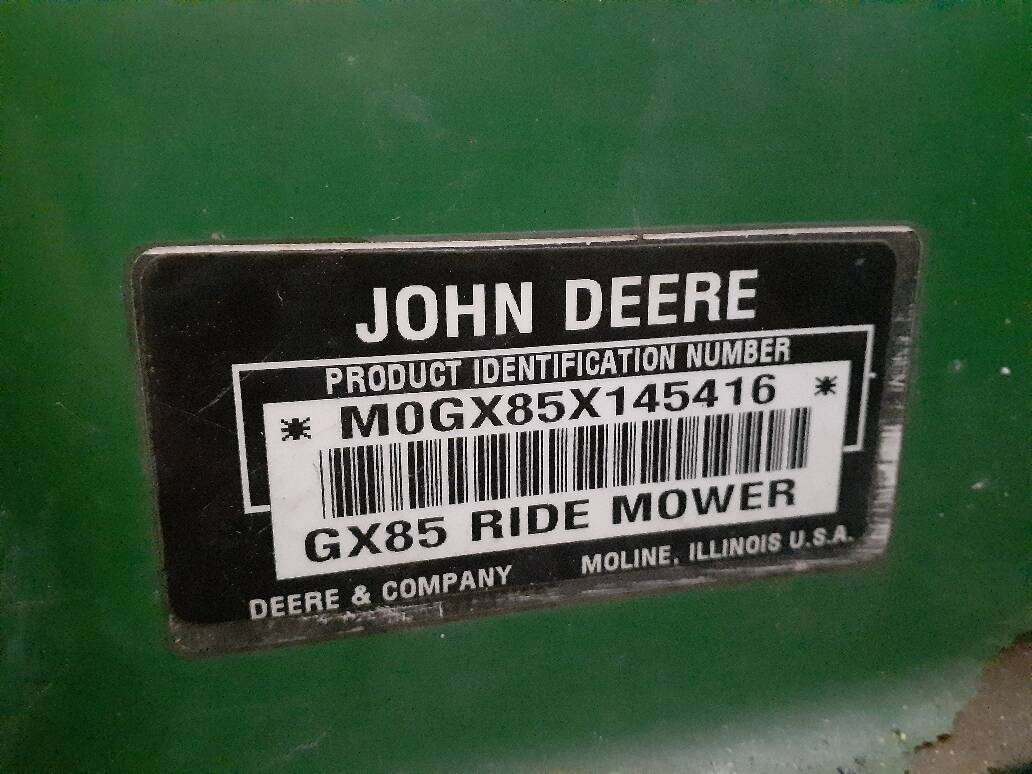 JOHN DEERE
PRODUCT IDENTIFICATION NUMBER
* M0GX85X145416 *
GX85 RIDE MOWER
DEERE & COMPANY MOLINE, ILLINOIS U.S.A.